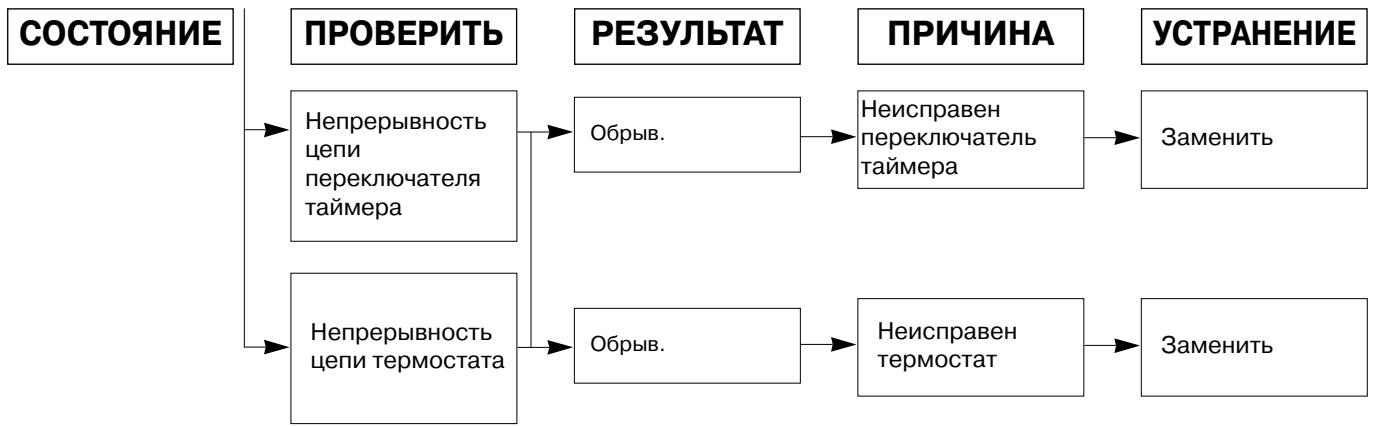 СОСТОЯНИЕ
ПРОВЕРИТЬ
РЕЗУЛЬТАТ
ПРИЧИНА
УСТРАНЕНИЕ
Непрерывность
цепи
переключателя
таймера
Обрыв.
Неисправен
переключатель
таймера
Заменить
Непрерывность
цепи термостата
Обрыв.
Неисправен
термостат
Заменить